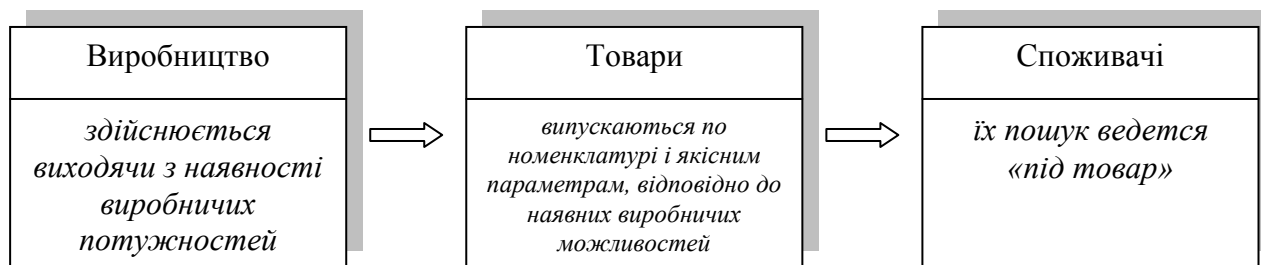 Виробництво
здійснюється
виходячи з наявності
виробничих
потужностей
Товари
випускаються по
номенклатурі і якісним
параметрам, відповідно до
наявних виробничих
можливостей
Споживачі
їх пошук ведется
«під товар»